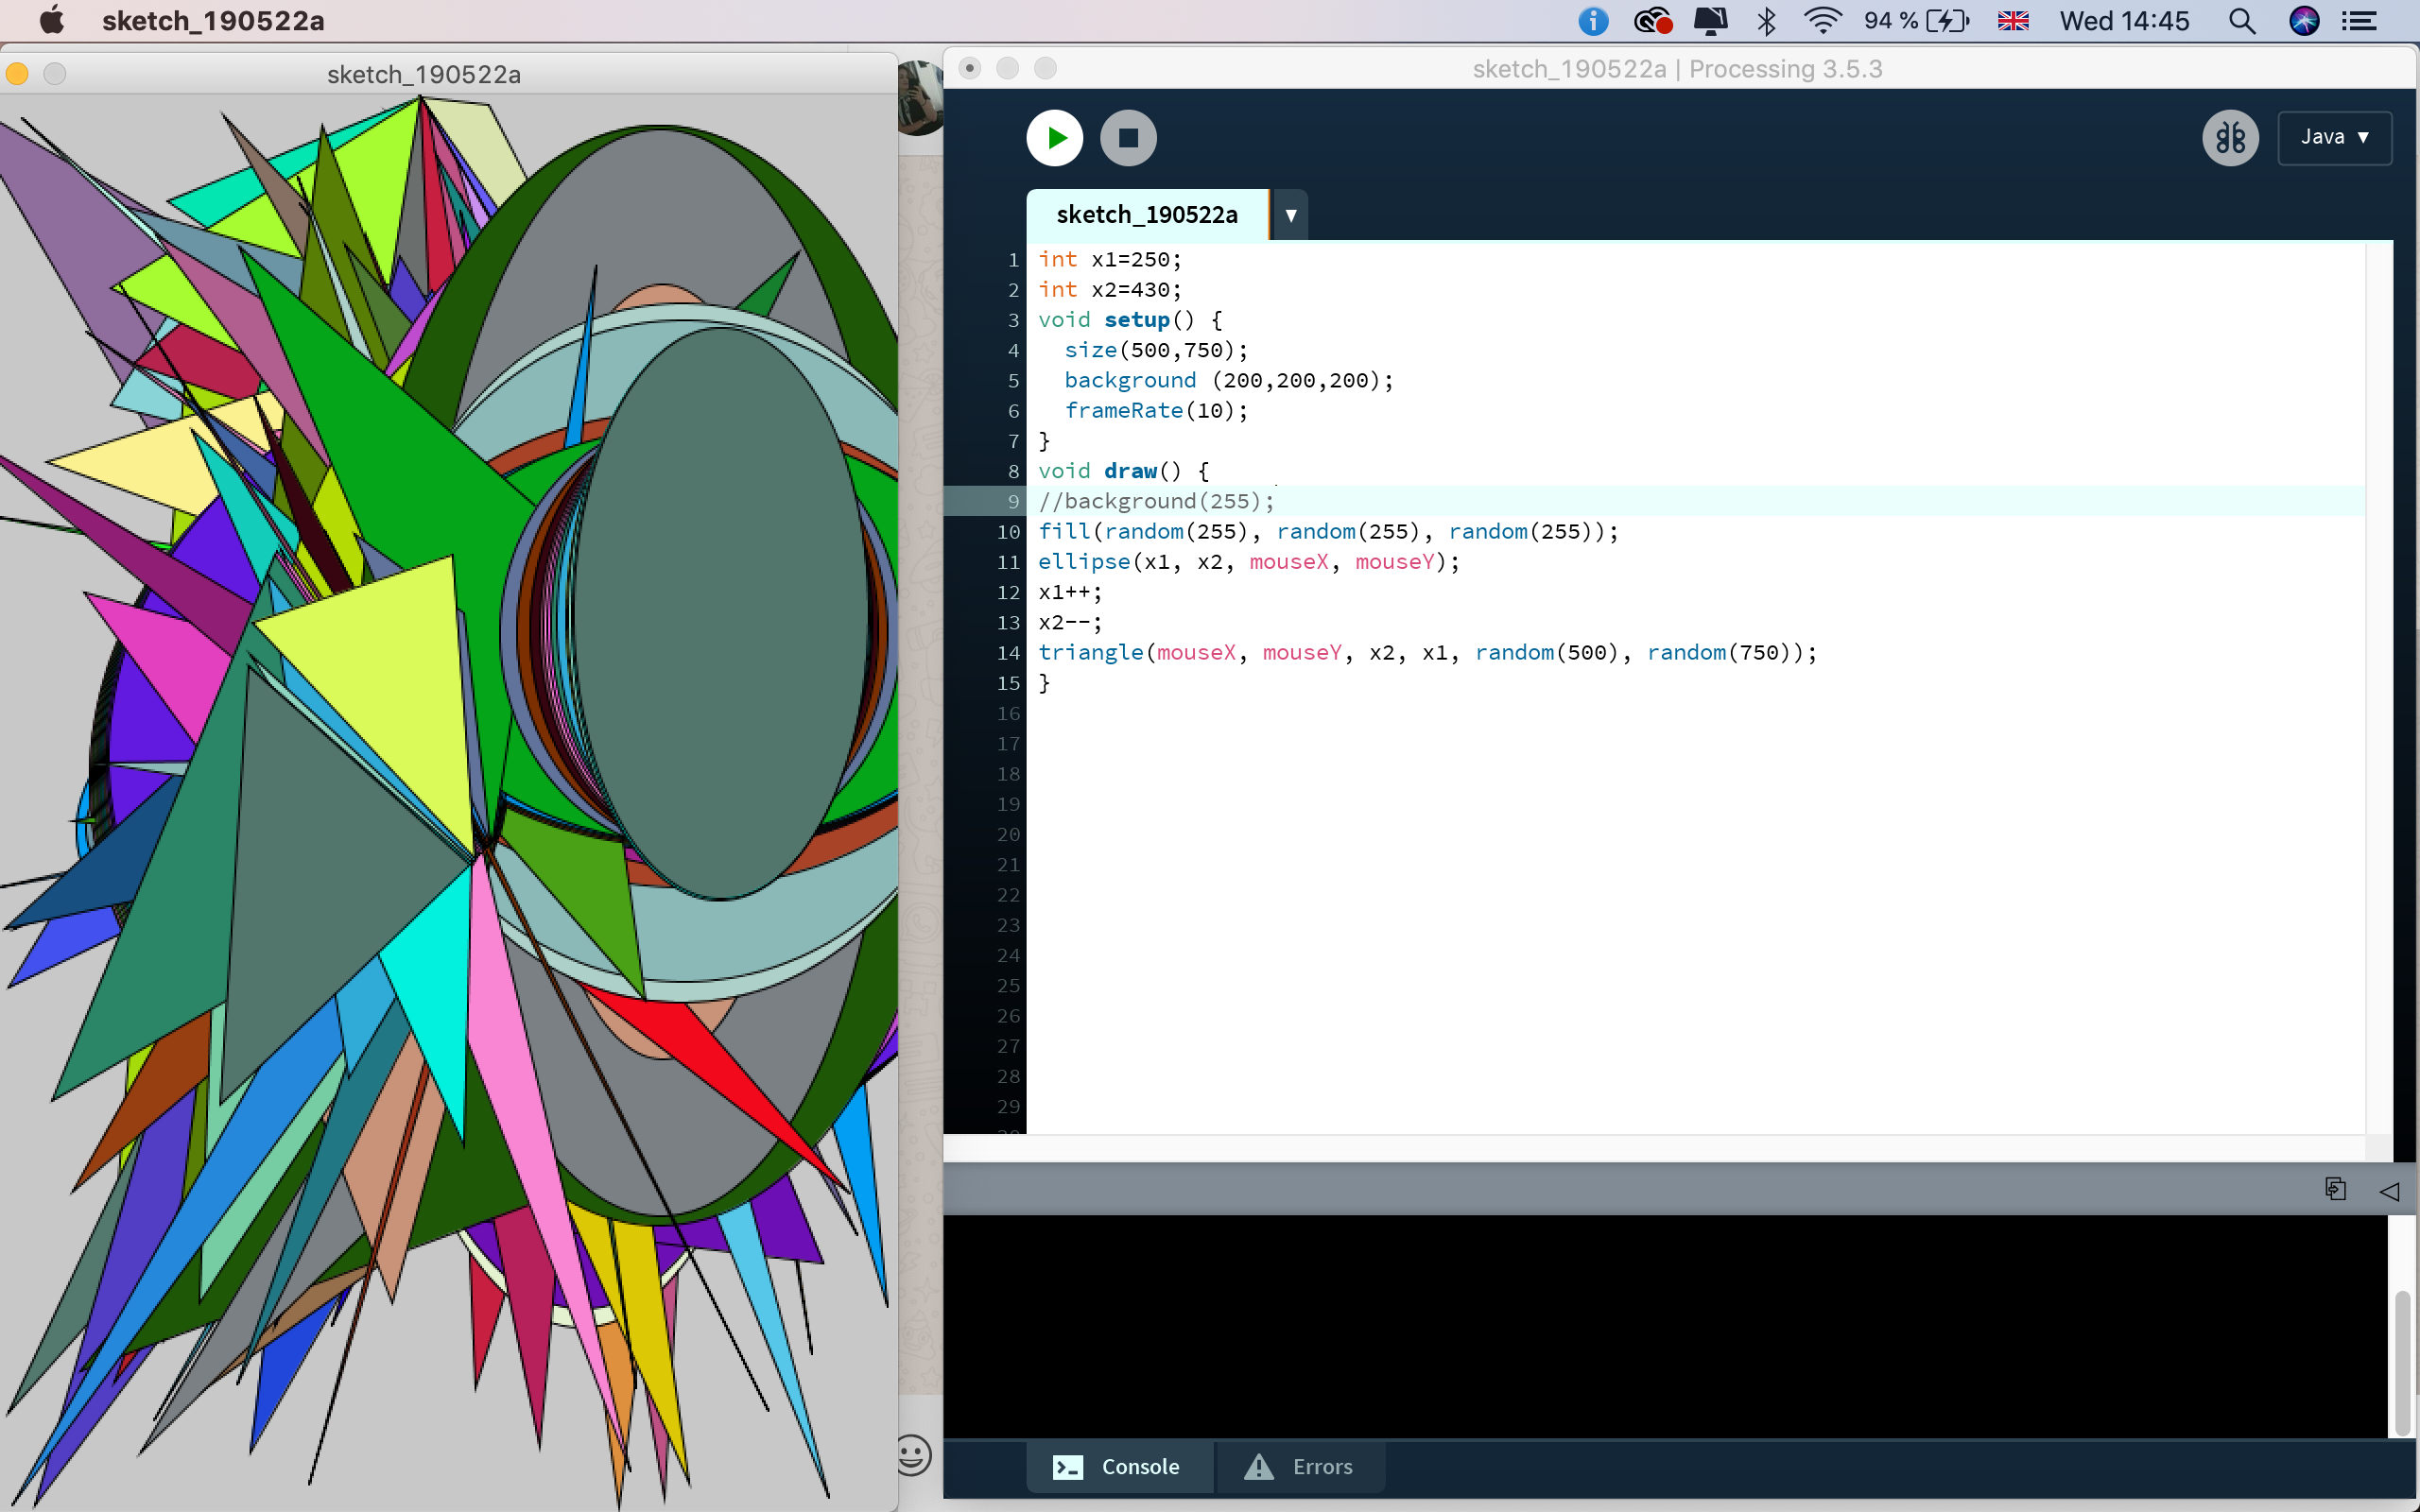 sketch_190522a
94 %
Wed 14:45
sketch_190522a
sketch_190522a | Processing 3.5.3
Java ▼
sketch_190522a ▼
1 int x1=250;
2 int x2=430;
3 void setup() {
4 size(500,750);
5 background (200,200,200);
6 frameRate(10);
7 }
8 void draw() {
9 //background(255);
10 fill(random(255), random(255), random(255));
11 ellipse(x1, x2, mouseX, mouseY);
12 x1++;
13 x2--;
14 triangle(mouseX, mouseY, x2, x1, random(500), random(750));
15 }
16
17
18
19
20
21
22
23
24
25
26
27
28
29
Console
Errors